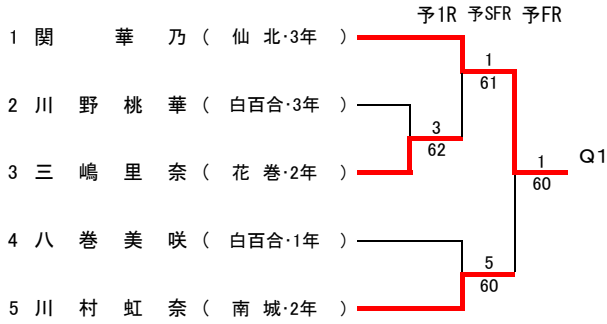 予1R 予SFR 予FR
1 関 華 乃 ( 仙 北･3年 )
1
61
2 川 野 桃 華 ( 白百合･3年 )
3
62
3 三 嶋 里 奈 ( 花 巻･2年 )
1
60
Q1
4 八 巻 美 咲 ( 白百合･1年 )
5
60
5 川 村 虹 奈 ( 南 城･2年 )